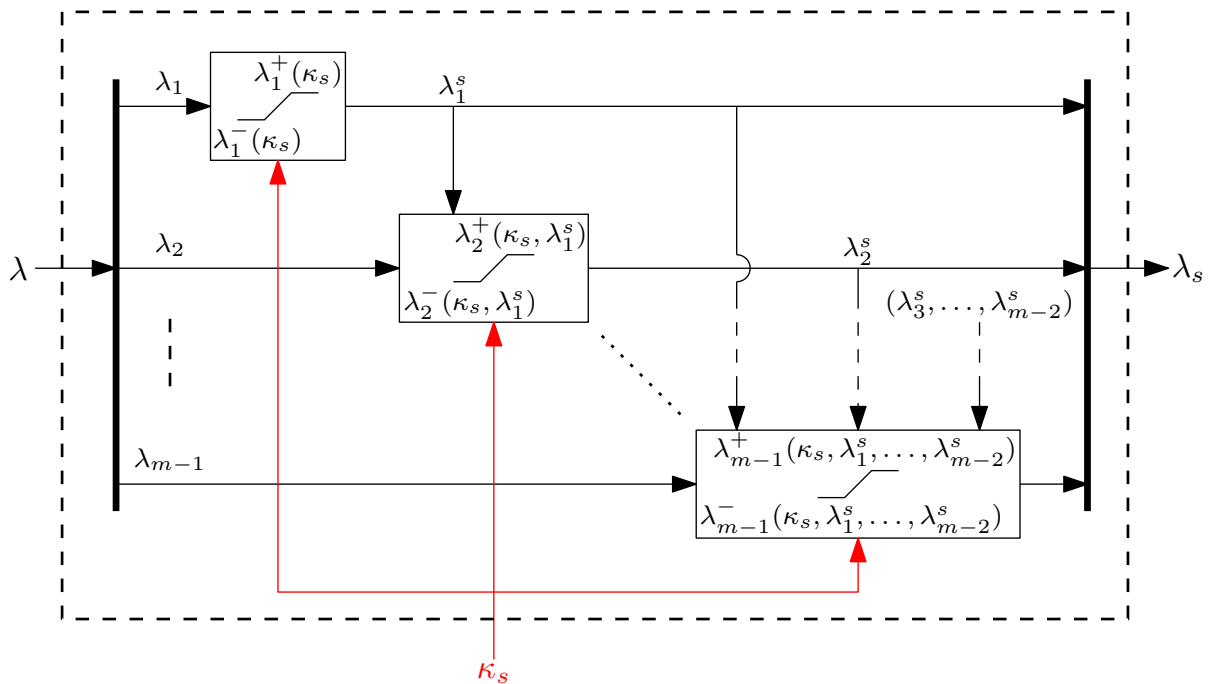 λ_1
λ_1^+(κ_s)
λ_1^-(κ_s)
λ_1^s
λ
λ_2
λ_2^+(κ_s, λ_1^s)
λ_2^-(κ_s, λ_1^s)
λ_2^s
(λ_3^s, …, λ_{m-2}^s)
λ_s
λ_{m-1}
λ_{m-1}^+(κ_s, λ_1^s, …, λ_{m-2}^s)
λ_{m-1}^-(κ_s, λ_1^s, …, λ_{m-2}^s)
κ_s